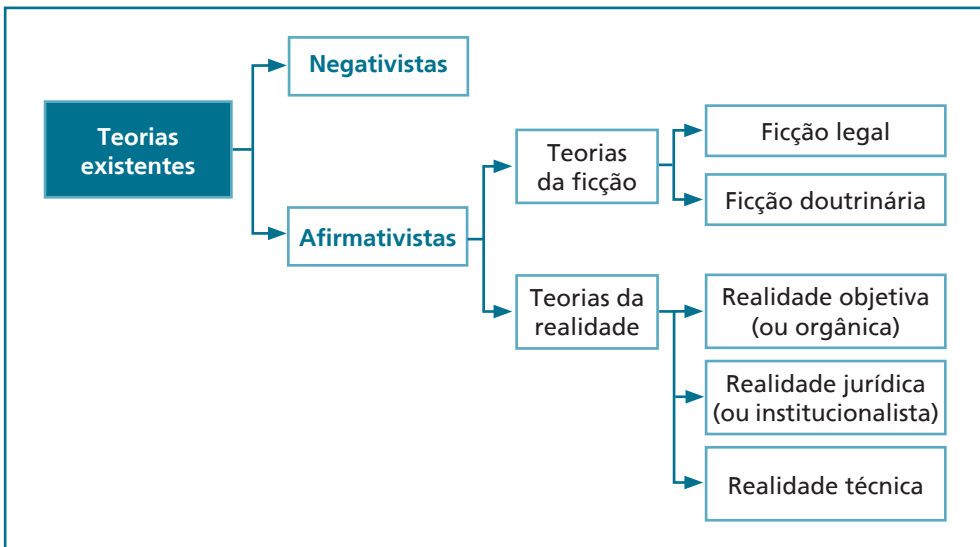 Teorias
existentes
Negativistas
Afirmativistas
Teorias
da ficção
Ficção legal
Ficção doutrinária
Teorias da
realidade
Realidade objetiva
(ou orgânica)
Realidade jurídica
(ou institucionalista)
Realidade técnica